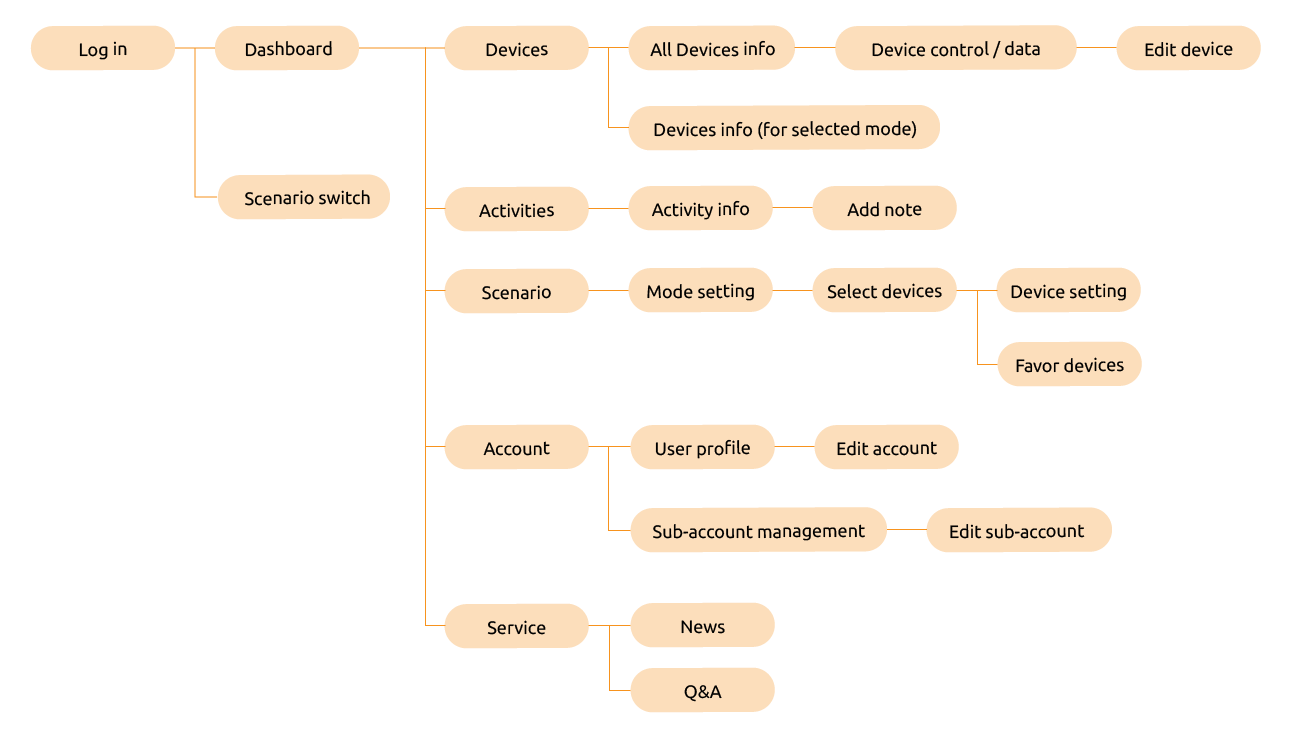 Log in
Dashboard
Devices
All Devices info
Device control / data
Edit device
Devices info (for selected mode)
Scenario switch
Activities
Activity info
Add note
Scenario
Mode setting
Select devices
Device setting
Favor devices
Account
User profile
Edit account
Sub-account management
Edit sub-account
Service
News
Q&A